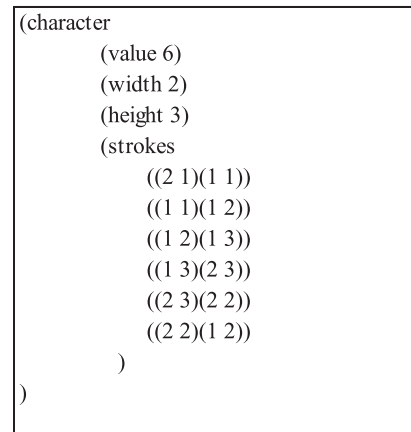 (character
(value 6)
(width 2)
(height 3)
(strokes
((2 1)(1 1))
((1 1)(1 2))
((1 2)(1 3))
((1 3)(2 3))
((2 3)(2 2))
((2 2)(1 2))
)
)